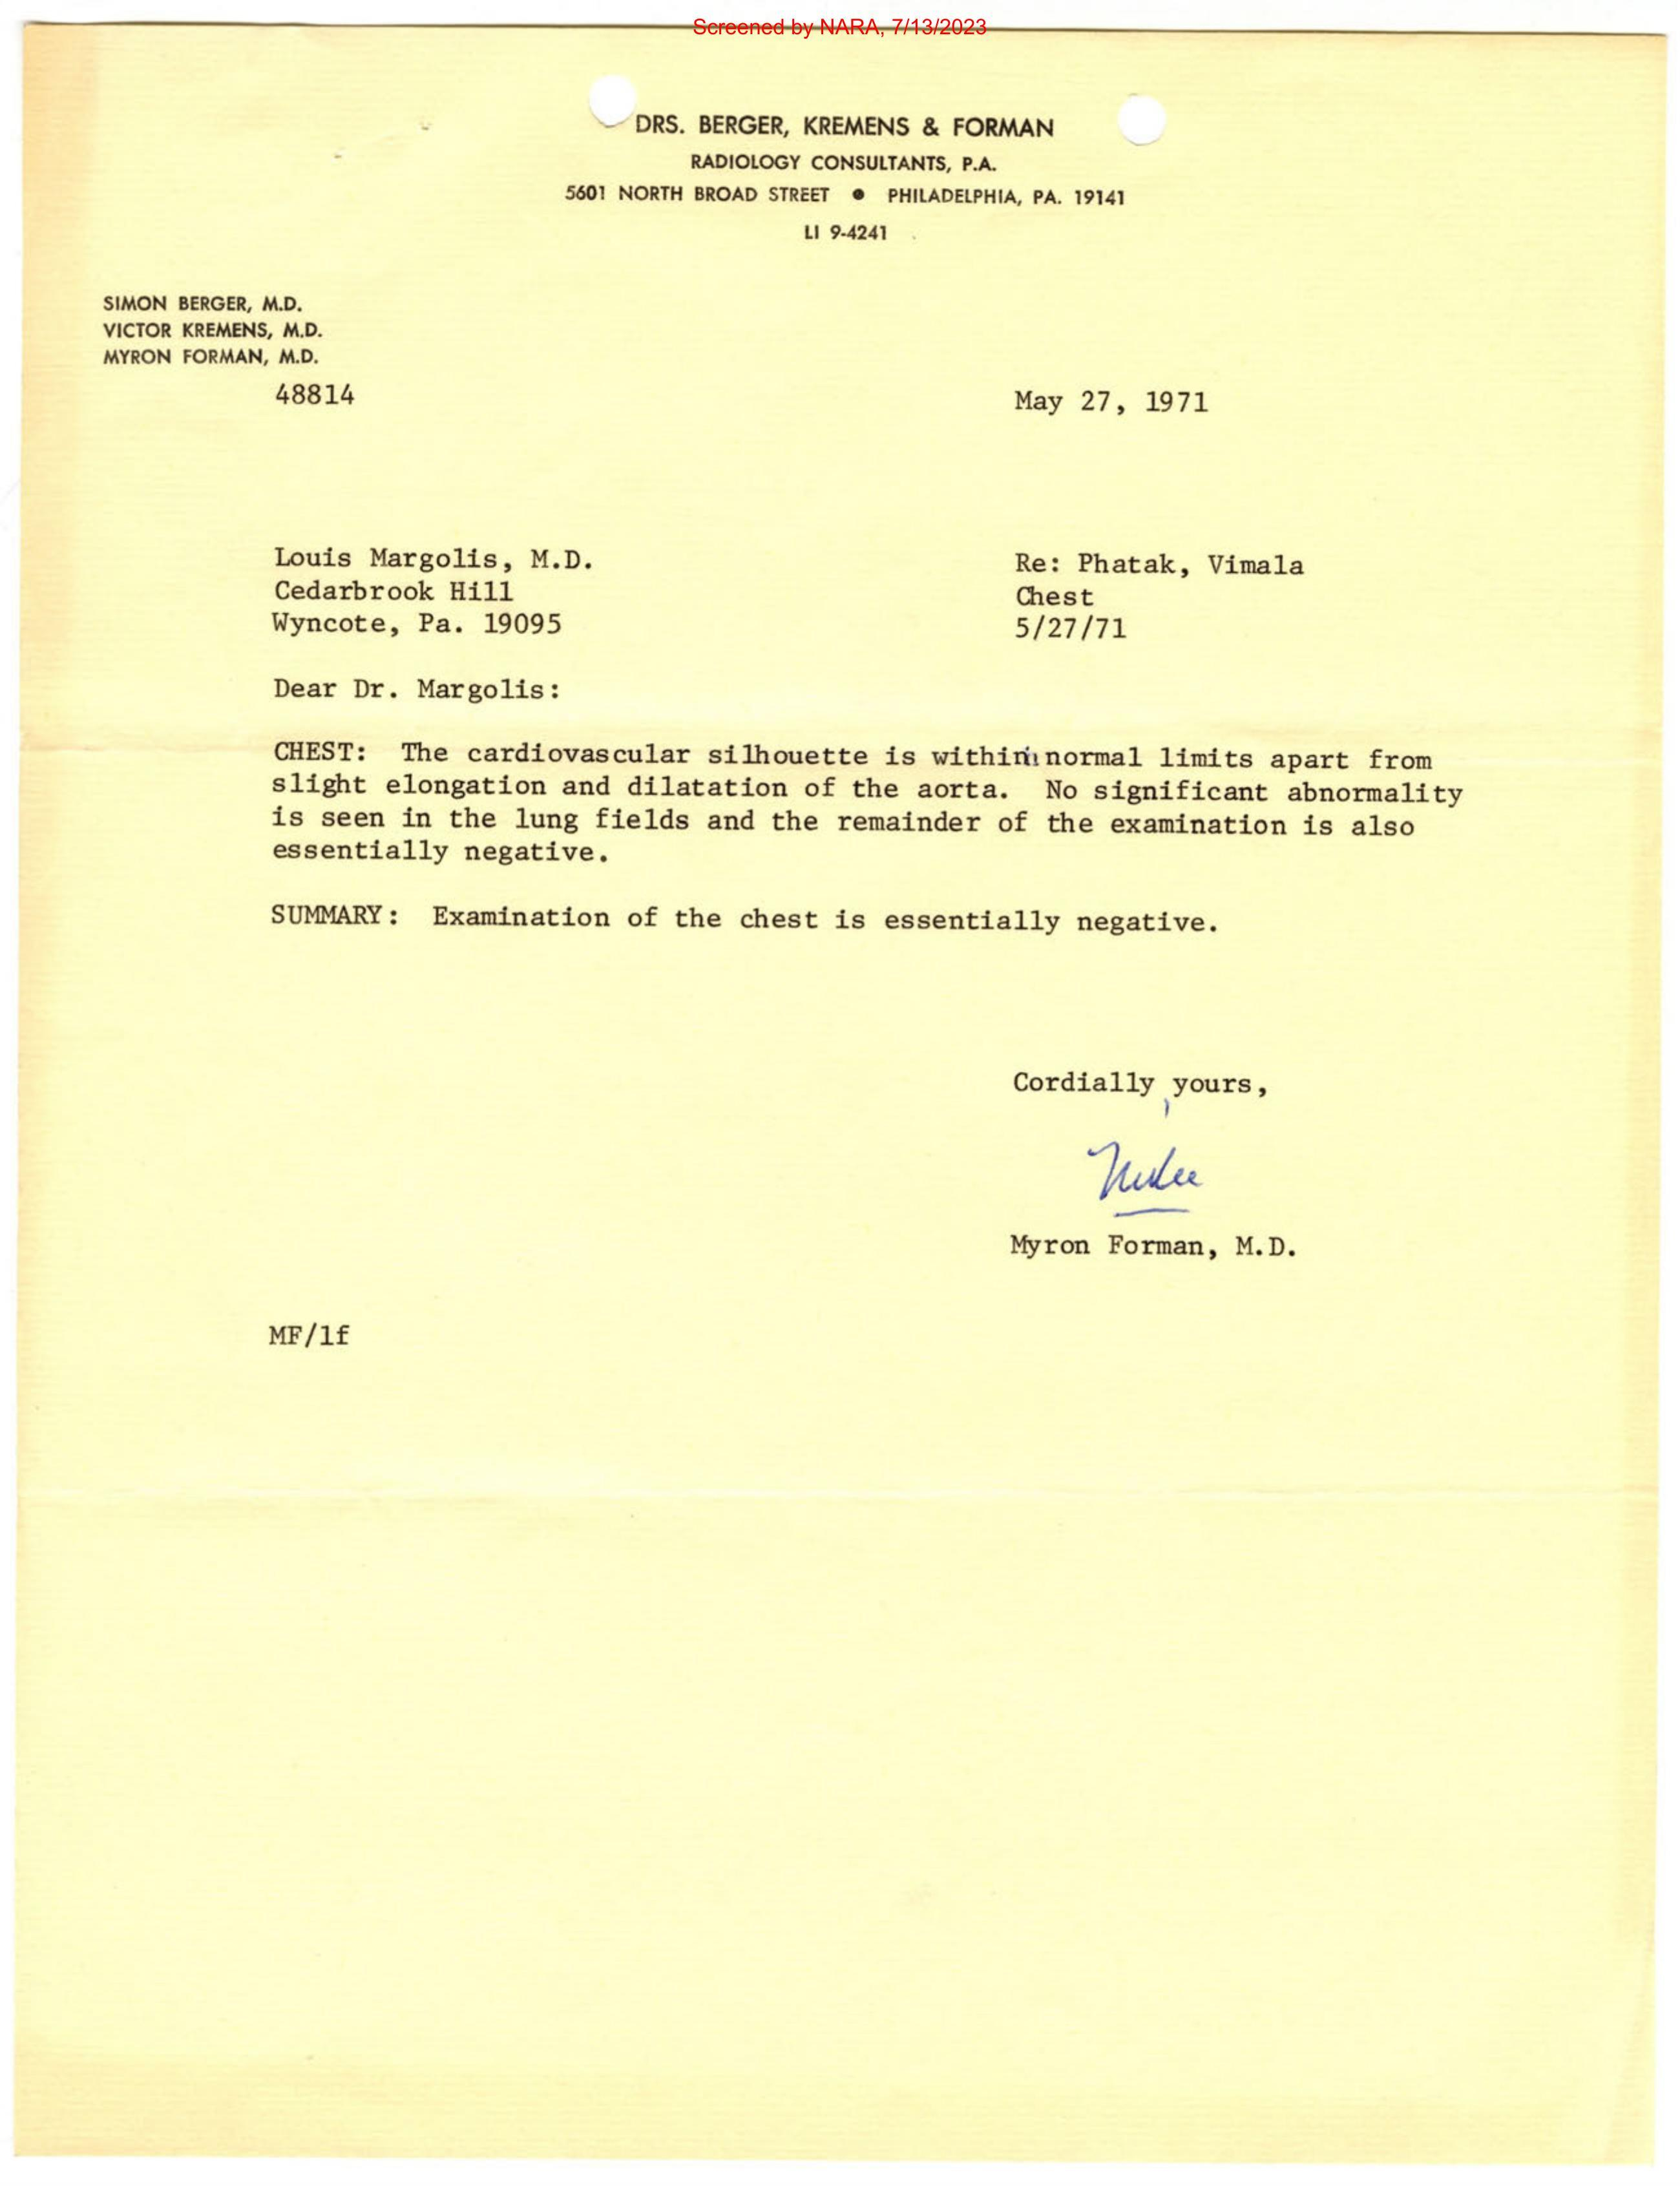 Screened by NARA, 7/13/2023
DRS. BERGER, KREMENS & FORMAN
RADIOLOGY CONSULTANTS, P.A.
5601 NORTH BROAD STREET ● PHILADELPHIA, PA. 19141
LI 9-4241
SIMON BERGER, M.D.
VICTOR KREMENS, M.D.
MYRON FORMAN, M.D.
48814
May 27, 1971
Louis Margolis, M.D.
Cedarbrook Hill
Wyncote, Pa. 19095
Re: Phatak, Vimala
Chest
5/27/71
Dear Dr. Margolis:
CHEST: The cardiovascular silhouette is within normal limits apart from
slight elongation and dilatation of the aorta. No significant abnormality
is seen in the lung fields and the remainder of the examination is also
essentially negative.
SUMMARY: Examination of the chest is essentially negative.
Cordially yours,
Myron Forman, M.D.
MF/lf